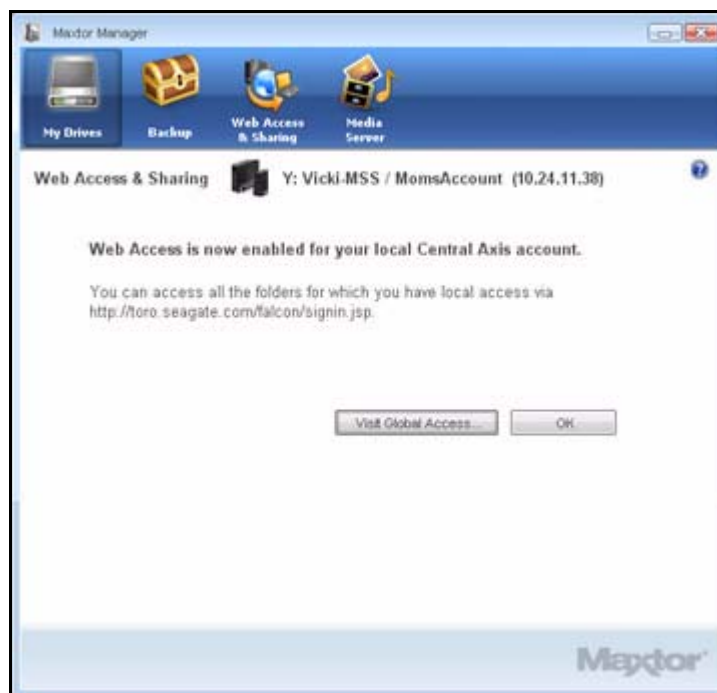 Maxtor Manager
My Drives
Backup
Web Access
& Sharing
Media
Server
Web Access & Sharing
Y: Vicki-MSS / MomsAccount (10.24.11.38)
?
Web Access is now enabled for your local Central Axis account.
You can access all the folders for which you have local access via
http://toro.seagate.com/falcon/signin.jsp.
Visit Global Access...
OK
Maxtor